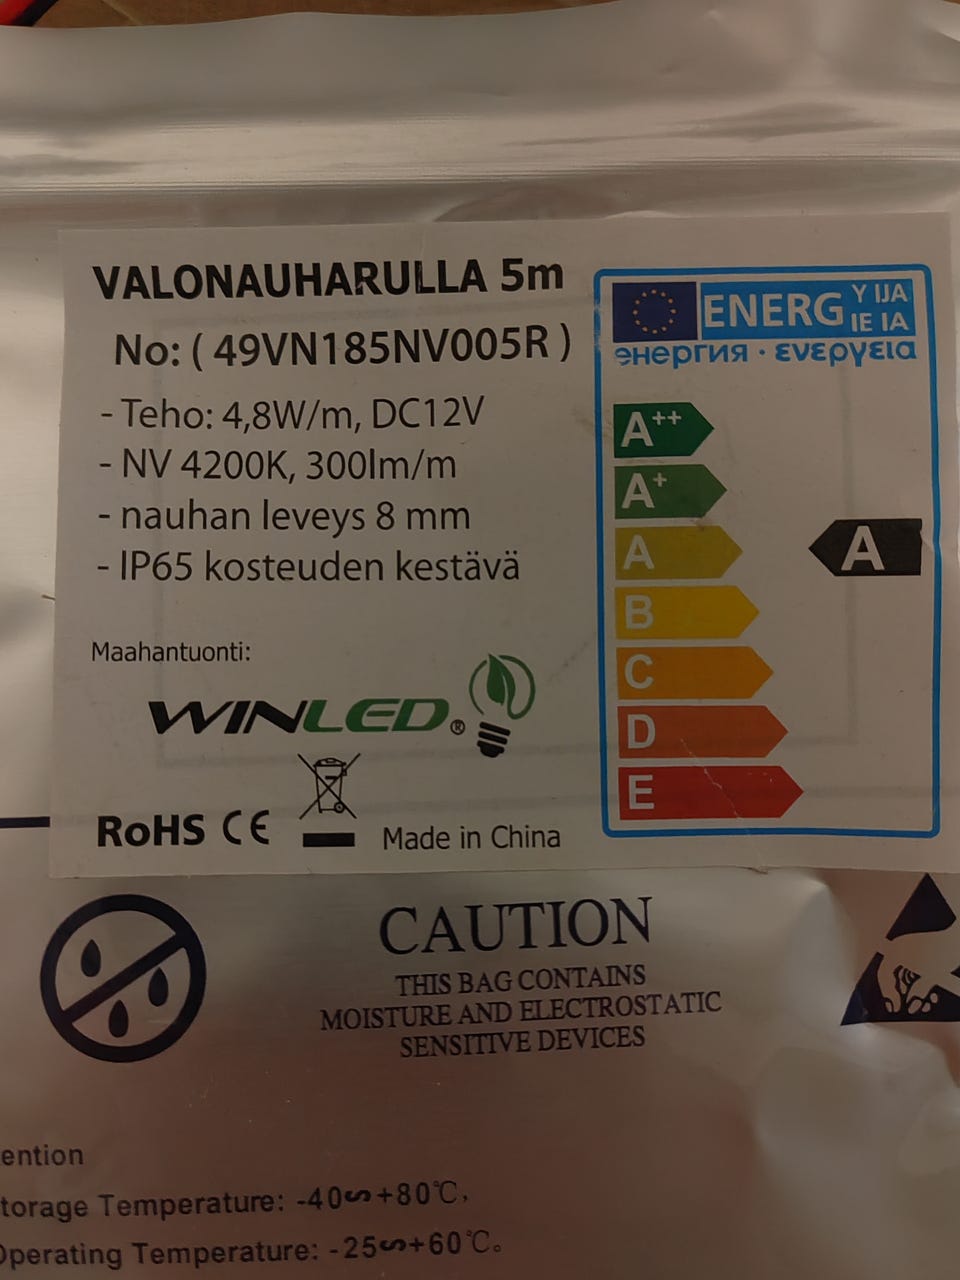 VALONAUHARULLA 5m
No: ( 49VN185NV005R )
- Teho: 4,8W/m, DC12V
- NV 4200K, 300lm/m
- nauhan leveys 8 mm
- IP65 kosteuden kestävä
Maahantuonti:
WINLED®
RoHS CE
Made in China
ENERG Y IJA
IE IA
енергия · ενεργεια
A++
A+
A
A
B
C
D
E
CAUTION
THIS BAG CONTAINS
MOISTURE AND ELECTROSTATIC
SENSITIVE DEVICES
ention
torage Temperature: -40∽+80℃,
Operating Temperature: -25∽+60℃。